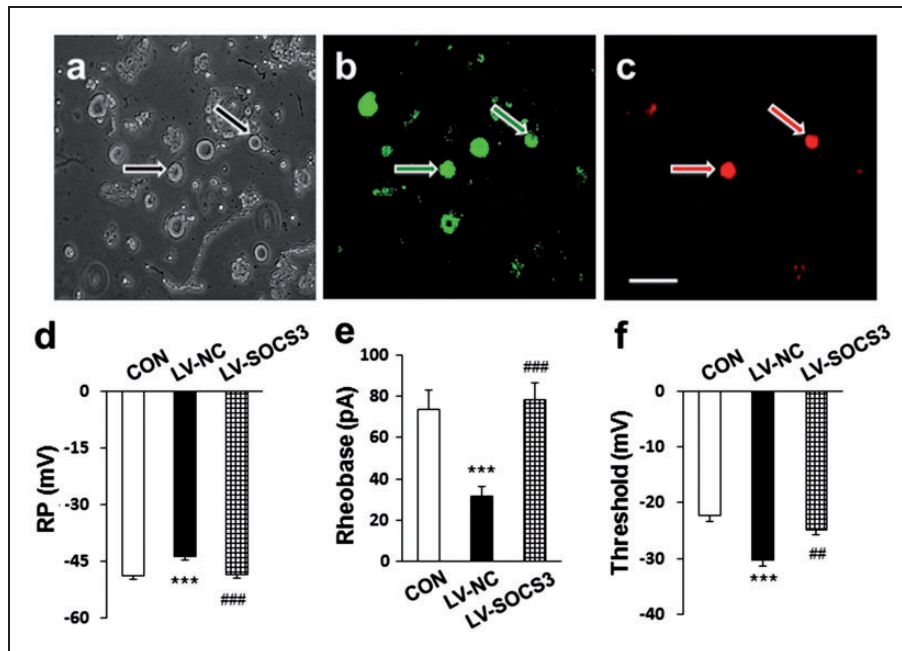 a
b
c
d
CON
LV-NC
LV-SOCS3
0
-15
-30
-45
-60
RP (mV)
***
###
e
100
80
60
40
20
0
Rheobase (pA)
***
###
CON
LV-NC
LV-SOCS3
f
CON
LV-NC
LV-SOCS3
0
-10
-20
-30
-40
Threshold (mV)
***
##